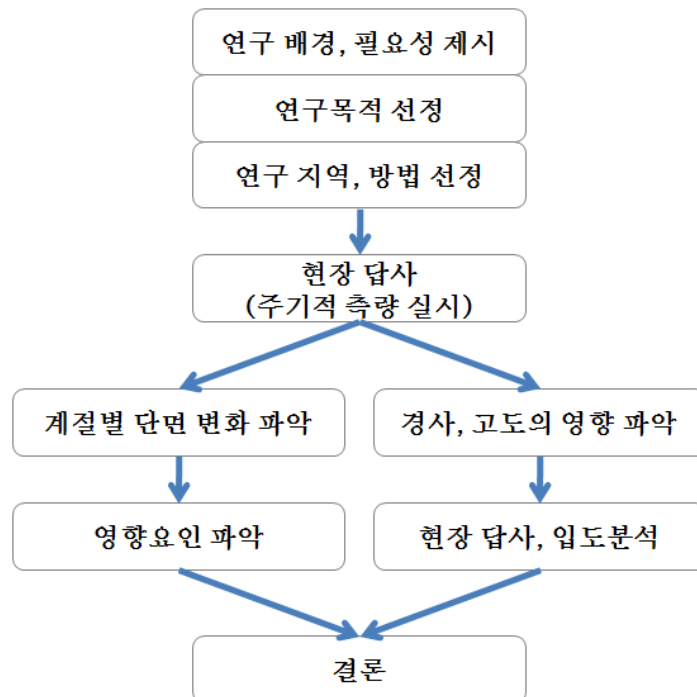 연구 배경, 필요성 제시
연구목적 선정
연구 지역, 방법 선정
현장 답사
(주기적 측량 실시)
계절별 단면 변화 파악
경사, 고도의 영향 파악
영향요인 파악
현장 답사, 입도분석
결론